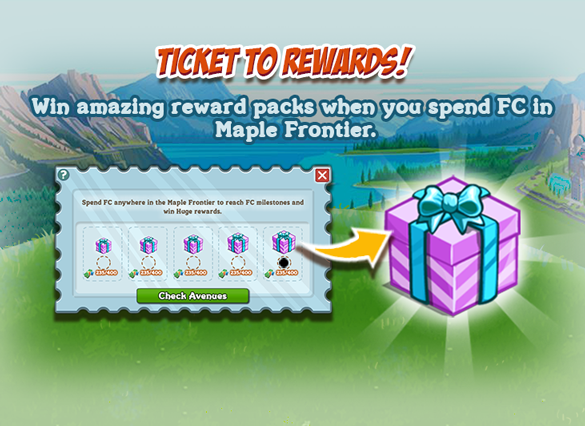 TICKET TO REWARDS!
Win amazing reward packs when you spend FC in
Maple Frontier.
?
X
Spend FC anywhere in the Maple Frontier to reach FC milestones and
win Huge rewards.
235/400 235/400 235/400 235/400 235/400
Check Avenues